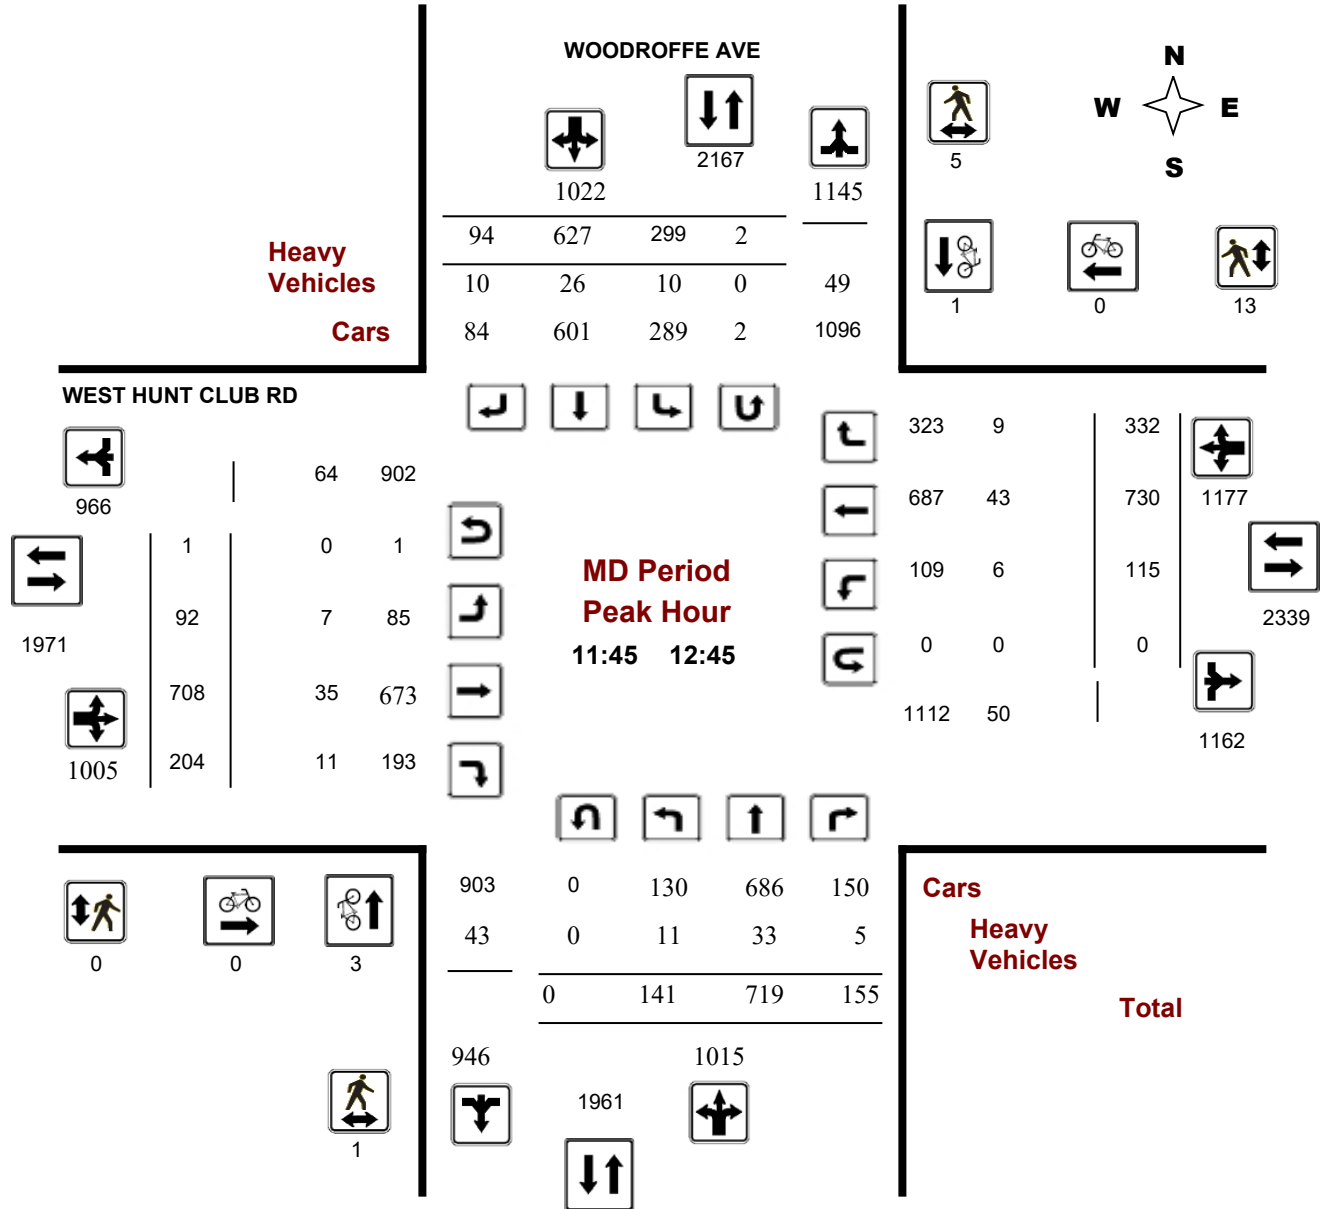 WOODROFFE AVE
N
W E
S
2167
5
1022 1145
94 627 299 2
Heavy
Vehicles 10 26 10 0 49
1 0 13
Cars 84 601 289 2 1096
WEST HUNT CLUB RD
323 9 332
64 902
966
687 43 730 1177
1 0 1
MD Period
109 6 115
Peak Hour
92 7 85
2339
1971
11:45 12:45
0 0 0
708 35 673
1112 50
1162
1005 204 11 193
903 0 130 686 150 Cars
43 0 11 33 5 Heavy
Vehicles
0 0 3
0 141 719 155 Total
946 1015
1961
1